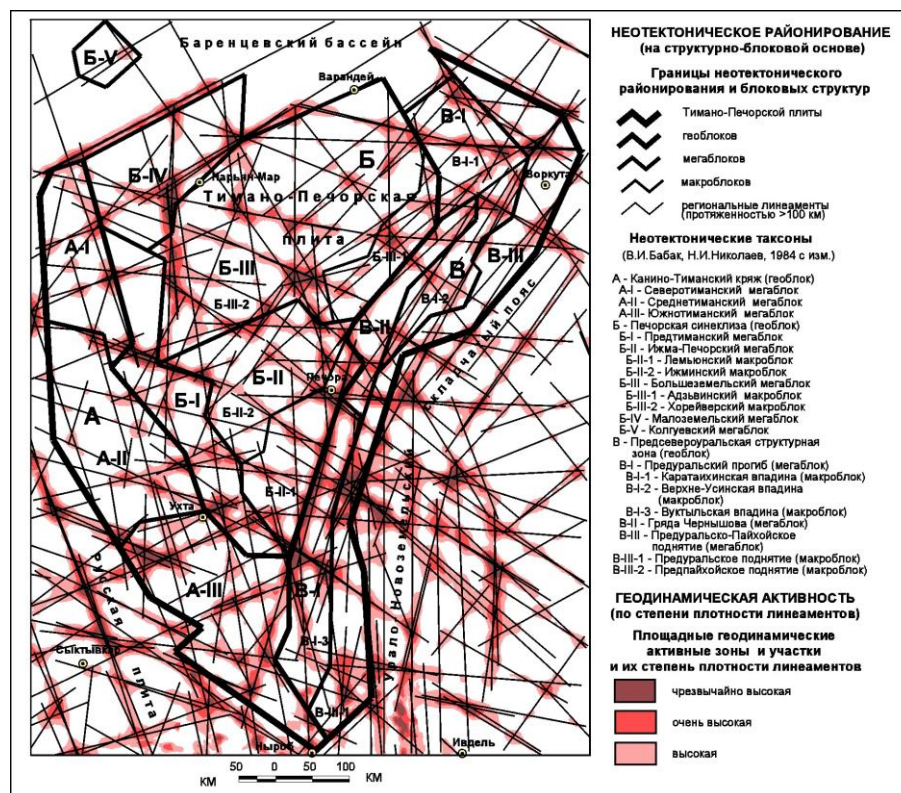 Баренцевский бассейн
Б-V
Варандей
В-I
Б
Б-IV
В-I-1
Воркута
Нарьян-Мар
Тимано-Печорская
А-I
плита
Б-III
Б-III-1
В-III
В
Б-III-2
В-I-2
В-II
складчатый пояс
Б-II
Печора
Б-I
Б-II-2
А
А-II
Б-II-1
Ухта
А-III
В-I
Урало-Новоземельский
Русская плита
В-I-3
Сыктывкар
В-III-1
Ныроб
Ивдель
КМ 50 0 50 100 КМ
НЕОТЕКТОНИЧЕСКОЕ РАЙОНИРОВАНИЕ
(на структурно-блоковой основе)
Границы неотектонического
районирования и блоковых структур
Тимано-Печорской плиты
геоблоков
мегаблоков
макроблоков
региональные линеаменты
(протяженностью >100 км)
Неотектонические таксоны
(В.И.Бабак, Н.И.Николаев, 1984 с изм.)
А - Канино-Тиманский кряж (геоблок)
А-I - Северотиманский мегаблок
А-II - Среднетиманский мегаблок
А-III- Южнотиманский мегаблок
Б - Печорская синеклиза (геоблок)
Б-I - Предтиманский мегаблок
Б-II - Ижма-Печорский мегаблок
Б-II-1 - Лемьюнский макроблок
Б-II-2 - Ижминский макроблок
Б-III - Большеземельский мегаблок
Б-III-1 - Адзьвинский макроблок
Б-III-2 - Хорейверский макроблок
Б-IV - Малоземельский мегаблок
Б-V - Колгуевский мегаблок
В - Предсевероуральская структурная
зона (геоблок)
В-I - Предуральский прогиб (мегаблок)
В-I-1 - Каратаихинская впадина (макроблок)
В-I-2 - Верхне-Усинская впадина
(макроблок)
В-I-3 - Вуктыльская впадина (макроблок)
В-II - Гряда Чернышова (мегаблок)
В-III - Предуральско-Пайхойское
поднятие (мегаблок)
В-III-1 - Предуральское поднятие (макроблок)
В-III-2 - Предпайхойское поднятие (макроблок)
ГЕОДИНАМИЧЕСКАЯ АКТИВНОСТЬ
(по степени плотности линеаментов)
Площадные геодинамические
активные зоны и участки
и их степень плотности линеаментов
чрезвычайно высокая
очень высокая
высокая